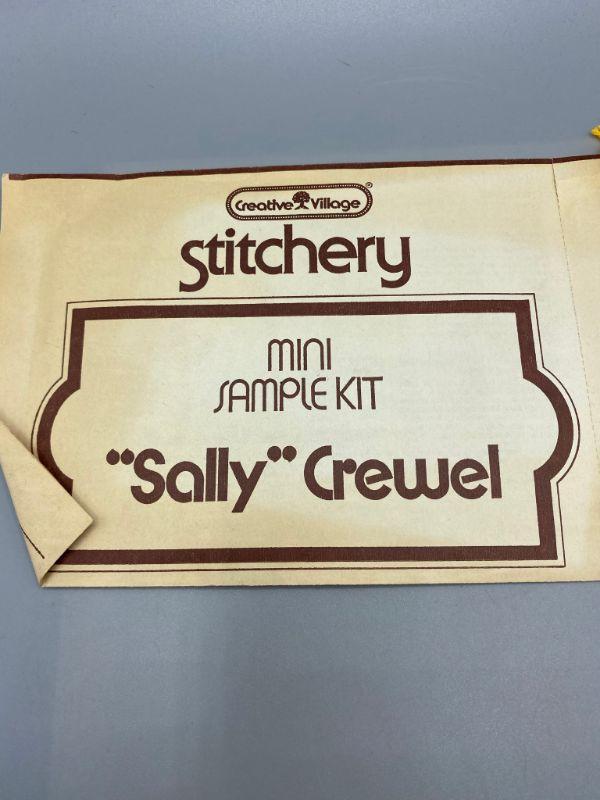 Creative Village ®
Stitchery
MINI
SAMPLE KIT
“Sally” Crewel